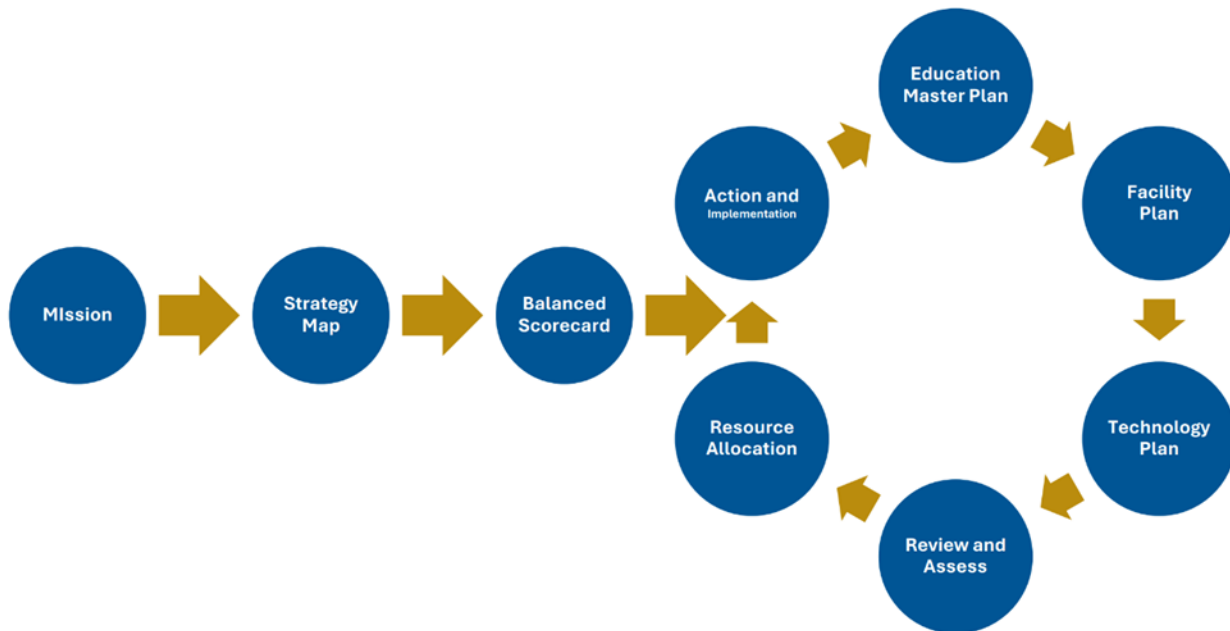 MIssion
Strategy
Map
Balanced
Scorecard
Action and
Implementation
Education
Master Plan
Facility
Plan
Technology
Plan
Review and
Assess
Resource
Allocation